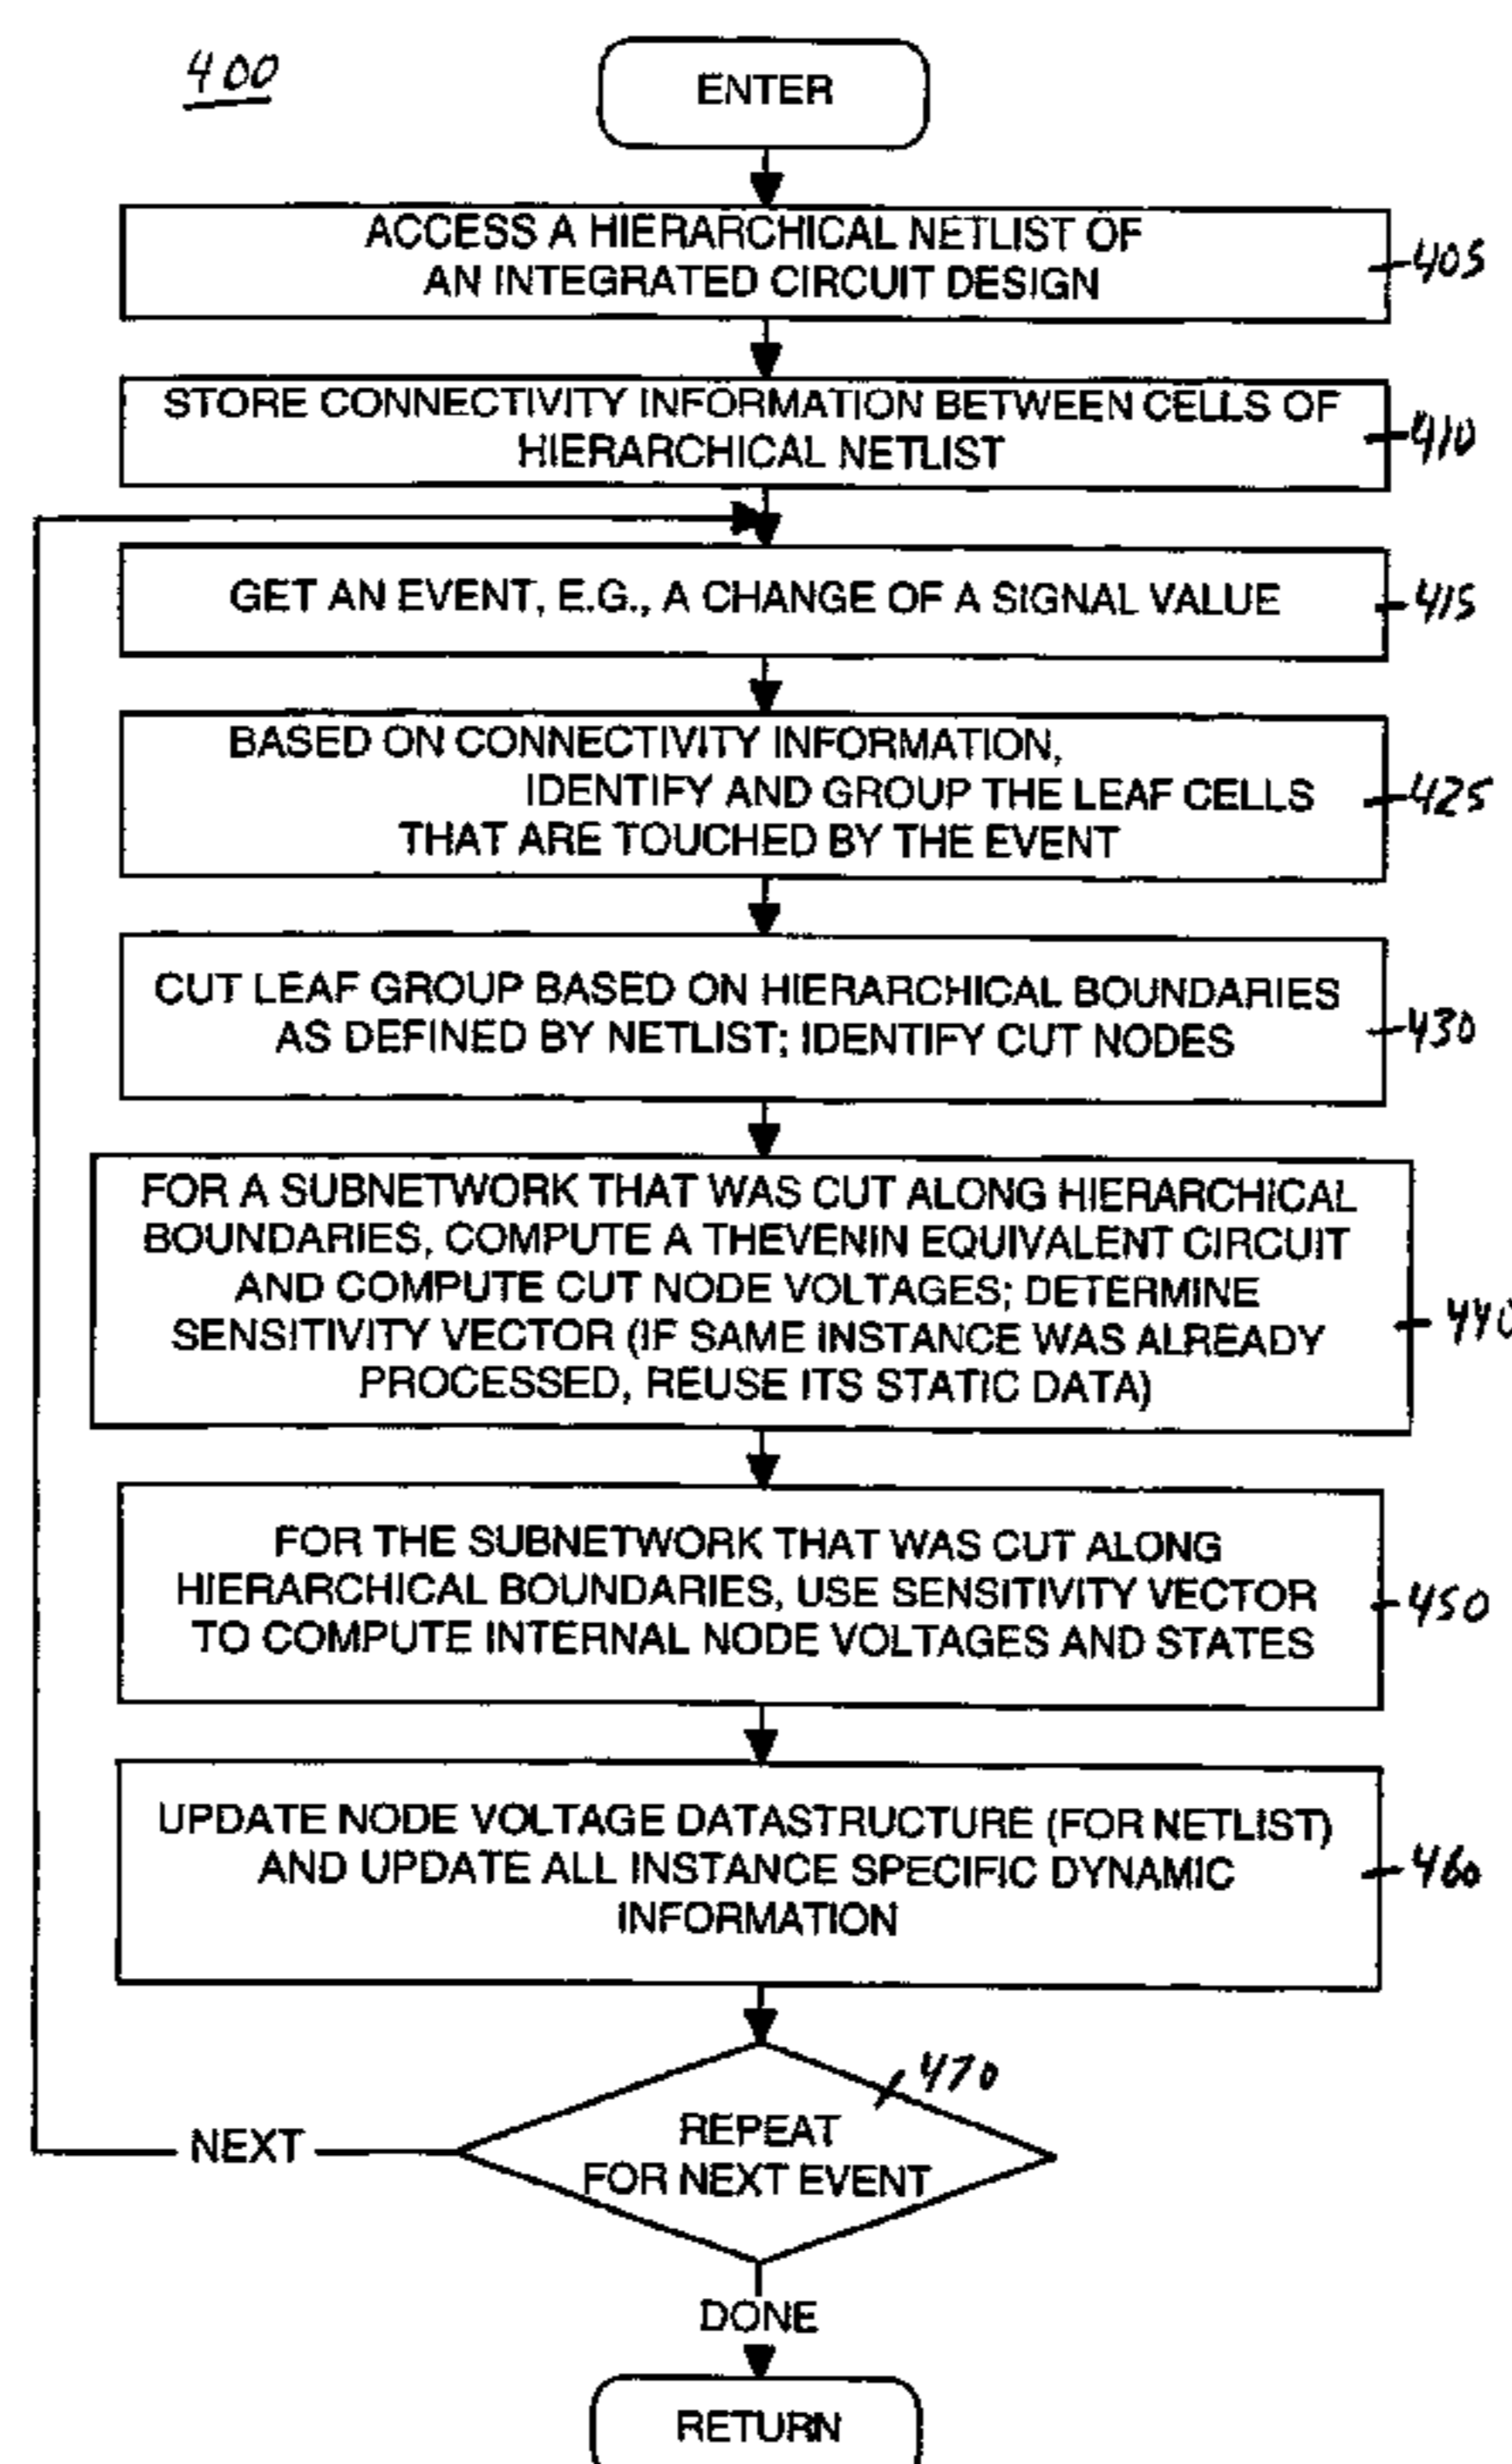 400
ENTER
ACCESS A HIERARCHICAL NETLIST OF
AN INTEGRATED CIRCUIT DESIGN
405
STORE CONNECTIVITY INFORMATION BETWEEN CELLS OF
HIERARCHICAL NETLIST
410
GET AN EVENT, E.G., A CHANGE OF A SIGNAL VALUE
415
BASED ON CONNECTIVITY INFORMATION,
IDENTIFY AND GROUP THE LEAF CELLS
THAT ARE TOUCHED BY THE EVENT
425
CUT LEAF GROUP BASED ON HIERARCHICAL BOUNDARIES
AS DEFINED BY NETLIST; IDENTIFY CUT NODES
430
FOR A SUBNETWORK THAT WAS CUT ALONG HIERARCHICAL
BOUNDARIES, COMPUTE A THEVENIN EQUIVALENT CIRCUIT
AND COMPUTE CUT NODE VOLTAGES; DETERMINE
SENSITIVITY VECTOR (IF SAME INSTANCE WAS ALREADY
PROCESSED, REUSE ITS STATIC DATA)
440
FOR THE SUBNETWORK THAT WAS CUT ALONG
HIERARCHICAL BOUNDARIES, USE SENSITIVITY VECTOR
TO COMPUTE INTERNAL NODE VOLTAGES AND STATES
450
UPDATE NODE VOLTAGE DATASTRUCTURE (FOR NETLIST)
AND UPDATE ALL INSTANCE SPECIFIC DYNAMIC
INFORMATION
460
470
REPEAT
FOR NEXT EVENT
NEXT
DONE
RETURN